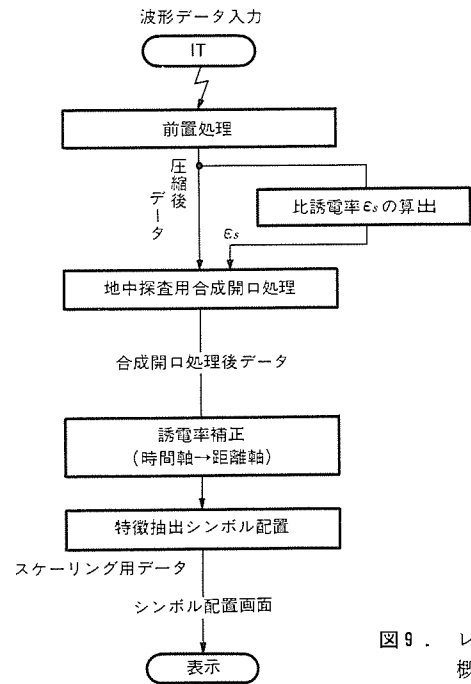 波形データ入力
IT
前置処理
圧縮後
データ
比誘電率εsの算出
εs
地中探査用合成開口処理
合成開口処理後データ
誘電率補正
(時間軸→距離軸)
特徴抽出シンボル配置
スケーリング用データ
シンボル配置画面
表示
図9. レ
概